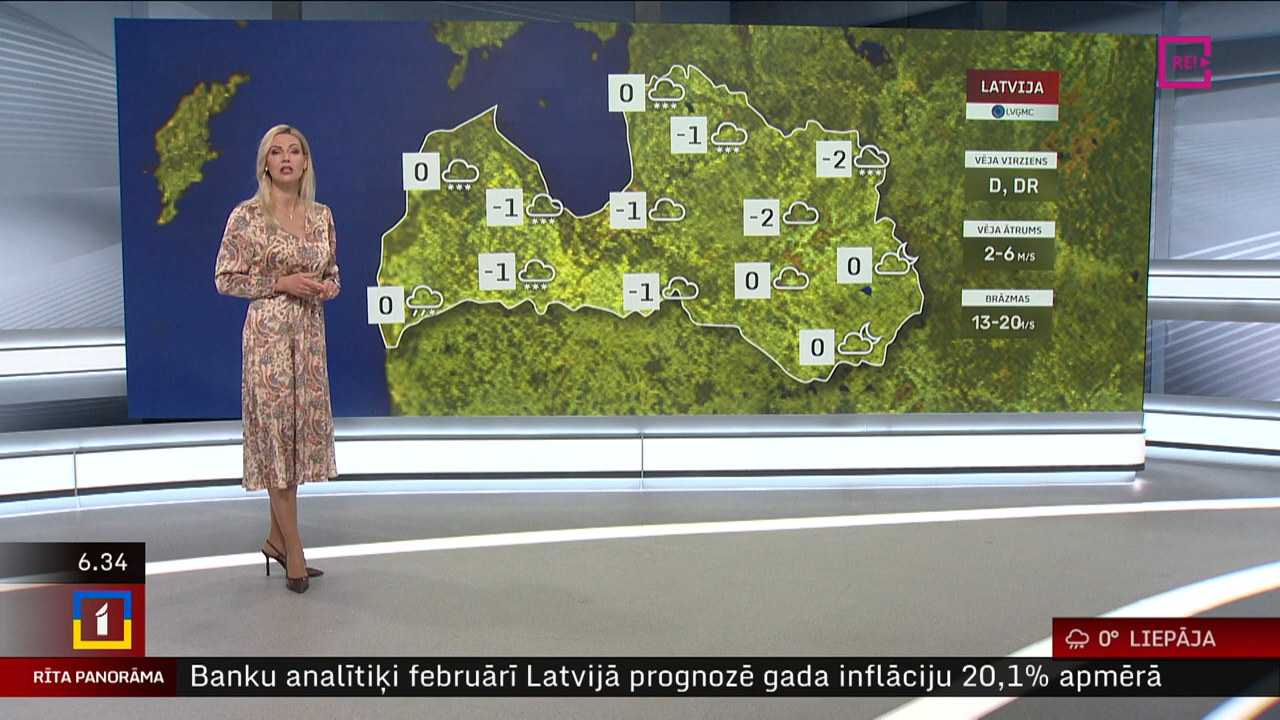 RE!
LATVIJA
LVĢMC
VĒJA VIRZIENS
D, DR
VĒJA ĀTRUMS
2-6 M/S
BRĀZMAS
13-20 M/S
0
-1
-2
0
-1
-1
-2
0
-1
0
0
-1
0
0
6.34
1
0° LIEPĀJA
RĪTA PANORĀMA
Banku analītiķi februārī Latvijā prognozē gada inflāciju 20,1% apmērā